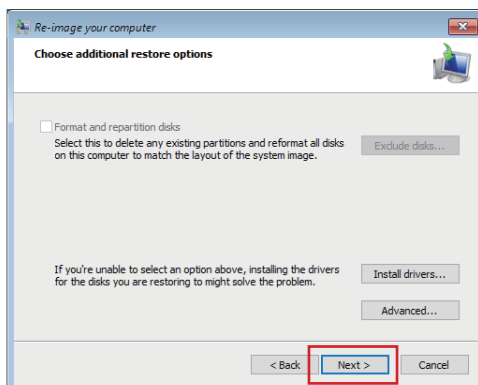 Re-image your computer
Choose additional restore options
Format and repartition disks
Select this to delete any existing partitions and reformat all disks
on this computer to match the layout of the system image.
Exclude disks...
If you're unable to select an option above, installing the drivers
for the disks you are restoring to might solve the problem.
Install drivers...
Advanced...
< Back Next > Cancel